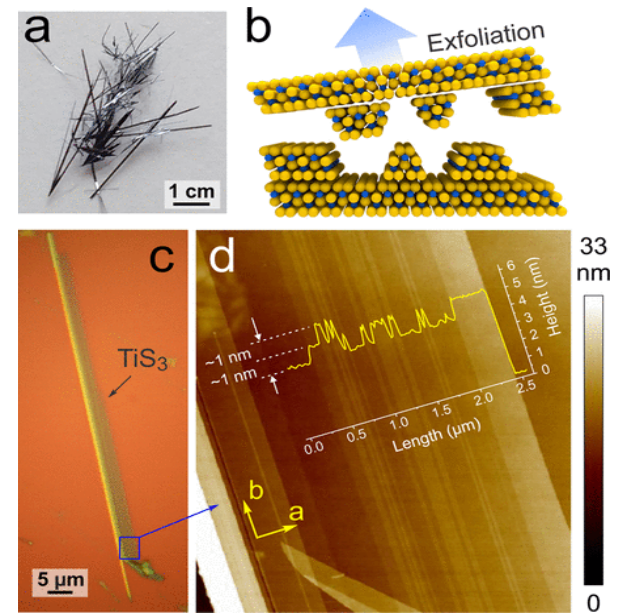 a
1 cm
b
Exfoliation
c
TiS₃
5 μm
d
~1 nm
~1 nm
b
a
0.0
0.5
1.0
1.5
2.0
2.5
Length (μm)
0
1
2
3
4
5
6
Height (nm)
33
nm
0